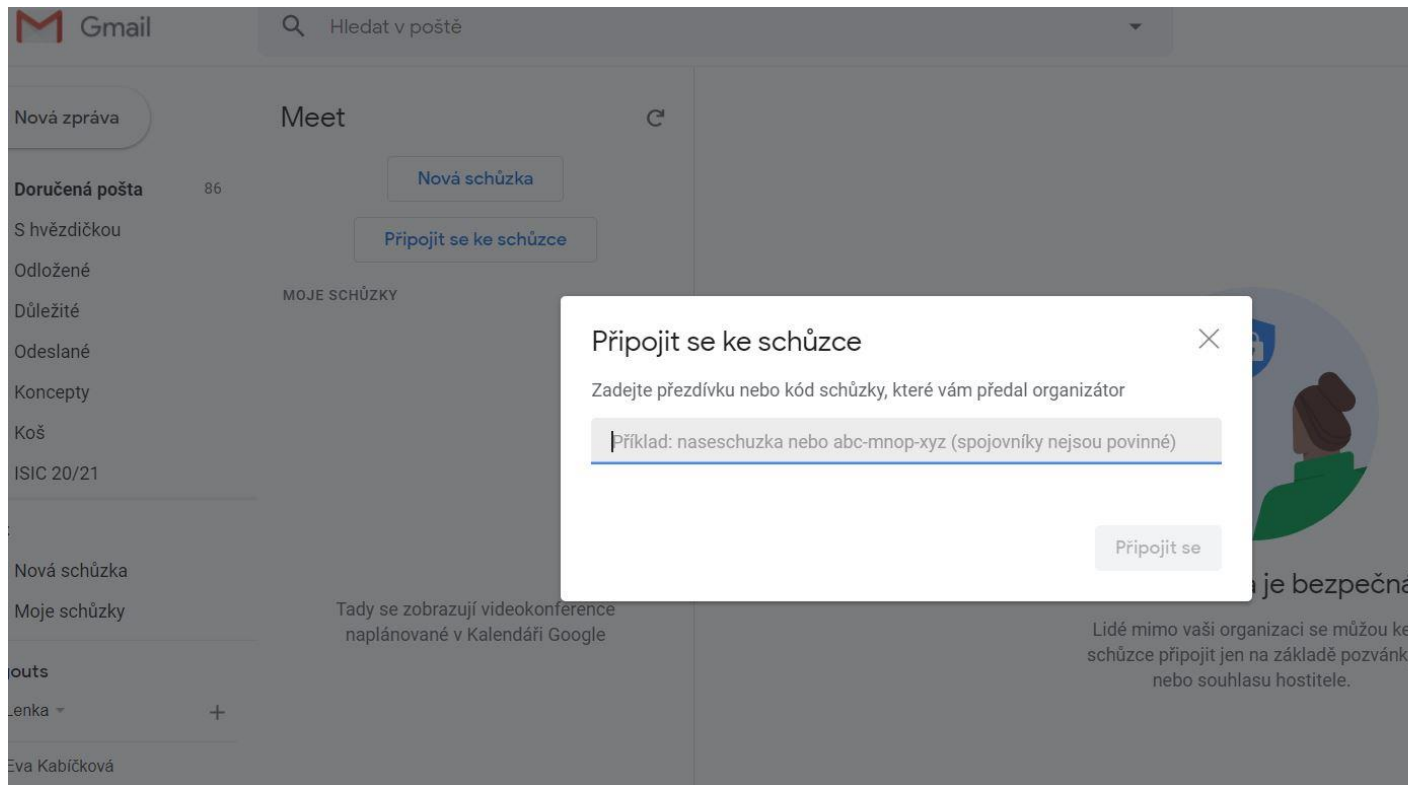 Gmail
Hledat v poště
Nová zpráva
Doručená pošta 86
S hvězdičkou
Odložené
Důležité
Odeslané
Koncepty
Koš
ISIC 20/21
Nová schůzka
Moje schůzky
outs
Lenka
Eva Kabíčková
Meet
Nová schůzka
Připojit se ke schůzce
MOJE SCHŮZKY
Tady se zobrazují videokonference
naplánované v Kalendáři Google
Připojit se ke schůzce
Zadejte přezdívku nebo kód schůzky, které vám předal organizátor
Příklad: naseschuzka nebo abc-mnop-xyz (spojovníky nejsou povinné)
Připojit se
je bezpečná
Lidé mimo vaši organizaci se můžou ke
schůzce připojit jen na základě pozvánk
nebo souhlasu hostitele.